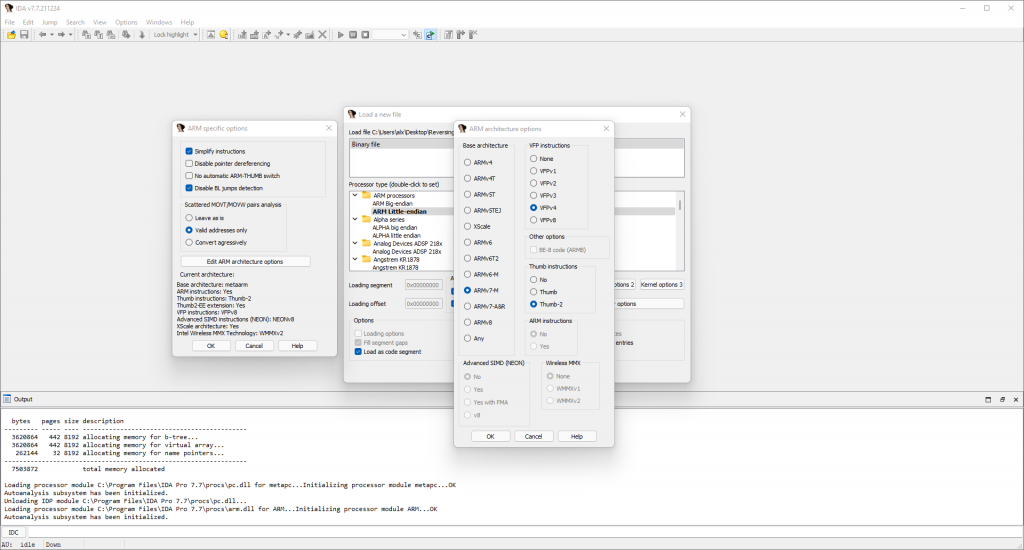 IDA v7.7.211224
File Edit Jump Search View Options Windows Help
Lock highlight
ARM specific options
Simplify instructions
Disable pointer dereferencing
No automatic ARM-THUMB switch
Disable BL jumps detection
Scattered MOVT/MOVW pairs analysis
Leave as is
Valid addresses only
Convert agressively
Edit ARM architecture options
Current architecture:
Base architecture: metaarm
ARM instructions: Yes
Thumb instructions: Thumb-2
Thumb2-EE extension: Yes
VFP instructions: VFPv8
Advanced SIMD instructions (NEON): NEONv8
XScale architecture: Yes
Intel Wireless MMX Technology: WMMXv2
OK Cancel Help
Load a new file
Load file C:\Users\alx\Desktop\Reversing
Binary file
Processor type (double-click to set)
ARM processors
ARM Big-endian
ARM Little-endian
Alpha series
ALPHA big endian
ALPHA little endian
Analog Devices ADSP 218x
Analog Devices ADSP 218x
Angstrem KR1878
Angstrem KR1878
Loading segment 0x00000000
Loading offset 0x00000000
Options
Loading options
Fill segment gaps
Load as code segment
options 2 Kernel options 3
options
entries
ARM architecture options
Base architecture
ARMv4
ARMv4T
ARMv5T
ARMv5TEJ
XScale
ARMv6
ARMv6T2
ARMv6-M
ARMv7-M
ARMv7-A&R
ARMv8
Any
VFP instructions
None
VFPv1
VFPv2
VFPv3
VFPv4
VFPv8
Other options
BE-8 code (ARMB)
Thumb instructions
No
Thumb
Thumb-2
ARM instructions
No
Yes
Advanced SIMD (NEON)
No
Yes
Yes with FMA
v8
Wireless MMX
None
WMMXv1
WMMXv2
OK Cancel Help
Output
bytes pages size description
--------- ----- ---- --------------------------------------------
3620864 442 8192 allocating memory for b-tree...
3620864 442 8192 allocating memory for virtual array...
262144 32 8192 allocating memory for name pointers...
-----------------------------------------------------------------
7503872 total memory allocated
Loading processor module C:\Program Files\IDA Pro 7.7\procs\pc.dll for metapc...Initializing processor module metapc...OK
Autoanalysis subsystem has been initialized.
Unloading IDP module C:\Program Files\IDA Pro 7.7\procs\pc.dll...
Loading processor module C:\Program Files\IDA Pro 7.7\procs\arm.dll for ARM...Initializing processor module ARM...OK
Autoanalysis subsystem has been initialized.
IDC
AU: idle Down